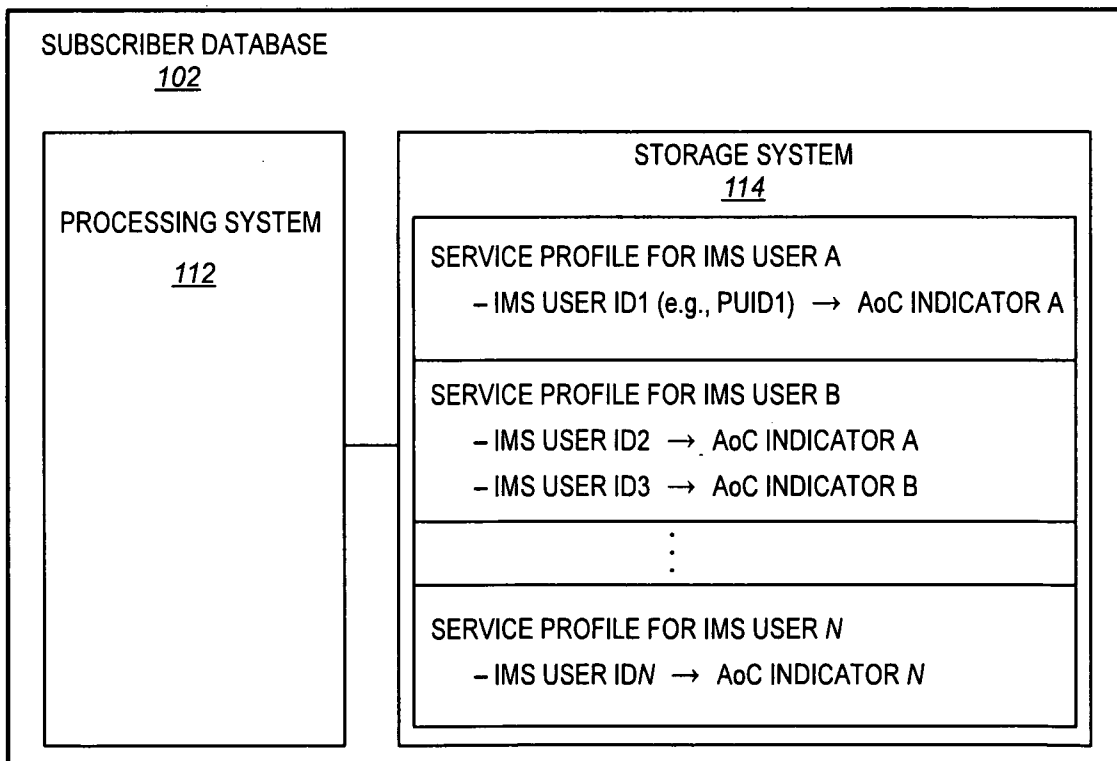 SUBSCRIBER DATABASE
102
PROCESSING SYSTEM
112
STORAGE SYSTEM
114
SERVICE PROFILE FOR IMS USER A
– IMS USER ID1 (e.g., PUID1) → AoC INDICATOR A
SERVICE PROFILE FOR IMS USER B
– IMS USER ID2 → AoC INDICATOR A
– IMS USER ID3 → AoC INDICATOR B
⋮
SERVICE PROFILE FOR IMS USER N
– IMS USER IDN → AoC INDICATOR N